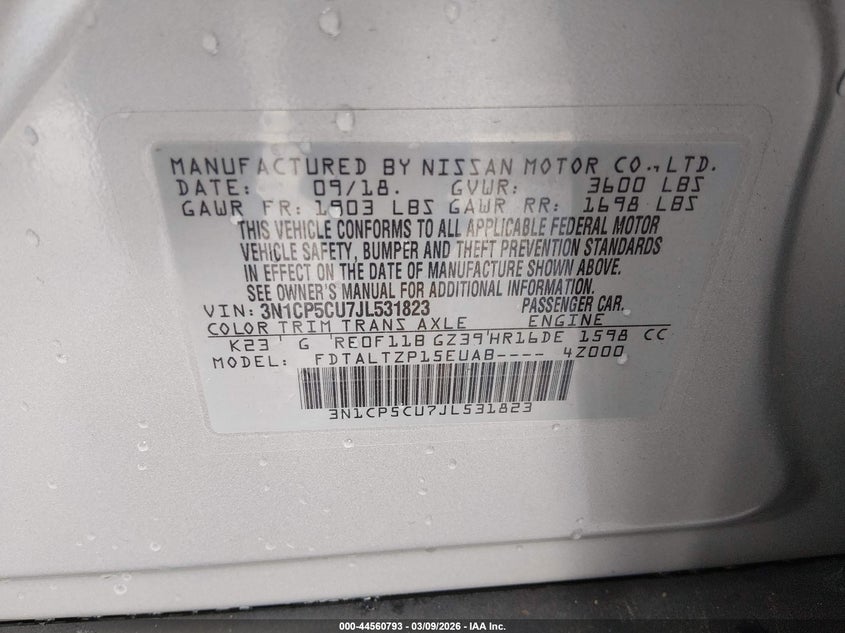 MANUFACTURED BY NISSAN MOTOR CO.,LTD.
DATE: 09/18. GVWR: 3600 LBS
GAWR FR: 1903 LBS GAWR RR: 1698 LBS
THIS VEHICLE CONFORMS TO ALL APPLICABLE FEDERAL MOTOR
VEHICLE SAFETY, BUMPER AND THEFT PREVENTION STANDARDS
IN EFFECT ON THE DATE OF MANUFACTURE SHOWN ABOVE.
SEE OWNER'S MANUAL FOR ADDITIONAL INFORMATION.
VIN: 3N1CP5CU7JL531823 PASSENGER CAR.
COLOR TRIM TRANS AXLE ENGINE
K23 G RE0F11B GZ39 HR16DE 1598 CC
MODEL: FDTALTZP15EUAB---- 4Z000
3N1CP5CU7JL531823
000-44560793 — 03/09/2026 — IAA Inc.